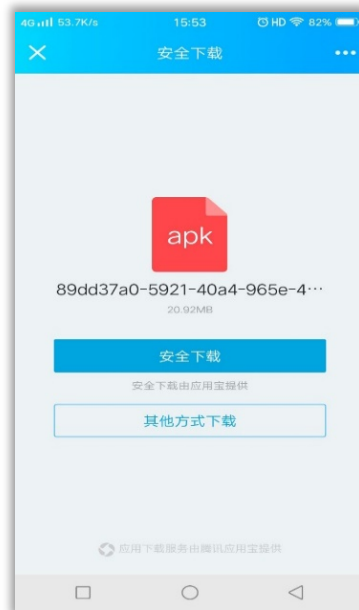 4G 53.7K/s 15:53 HD 82%
安全下载
apk
89dd37a0-5921-40a4-965e-4···
20.92MB
安全下载
安全下载由应用宝提供
其他方式下载
应用下载服务由腾讯应用宝提供